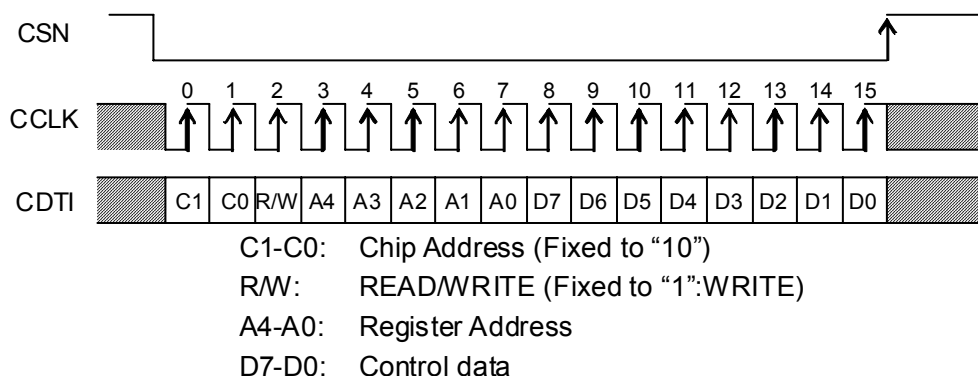 CSN
0 1 2 3 4 5 6 7 8 9 10 11 12 13 14 15
CCLK
CDTI C1 C0 R/W A4 A3 A2 A1 A0 D7 D6 D5 D4 D3 D2 D1 D0
C1-C0: Chip Address (Fixed to “10”)
R/W: READ/WRITE (Fixed to “1”:WRITE)
A4-A0: Register Address
D7-D0: Control data